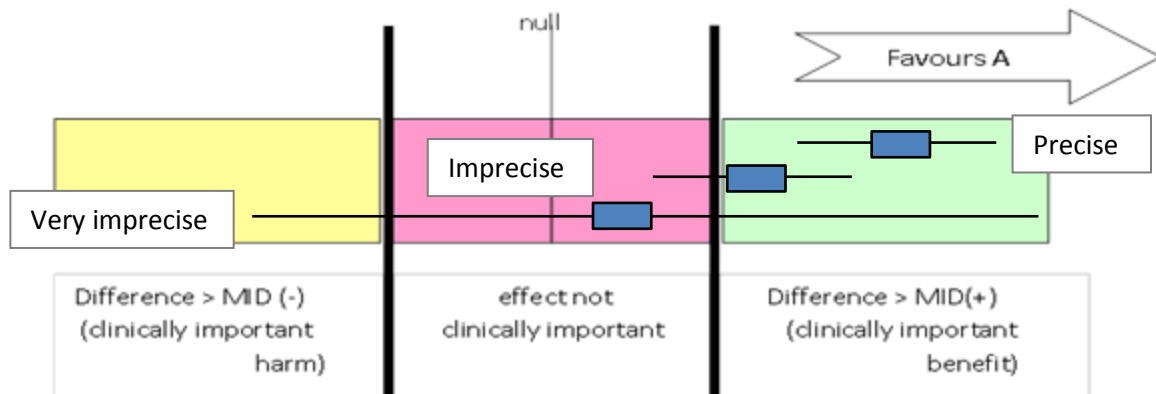 null
Favours A
Precise
Imprecise
Very imprecise
Difference > MID (-)
(clinically important
harm)
effect not
clinically important
Difference > MID(+)
(clinically important
benefit)